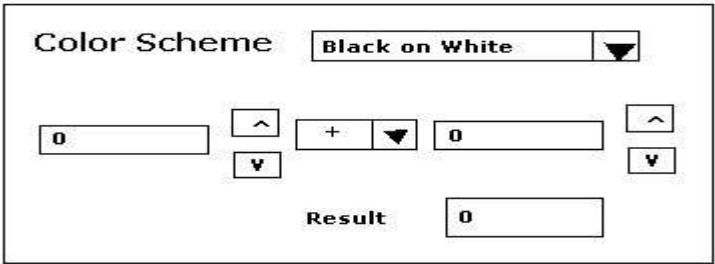 Color Scheme Black on White
0 ^ + 0 ^
v v
Result 0